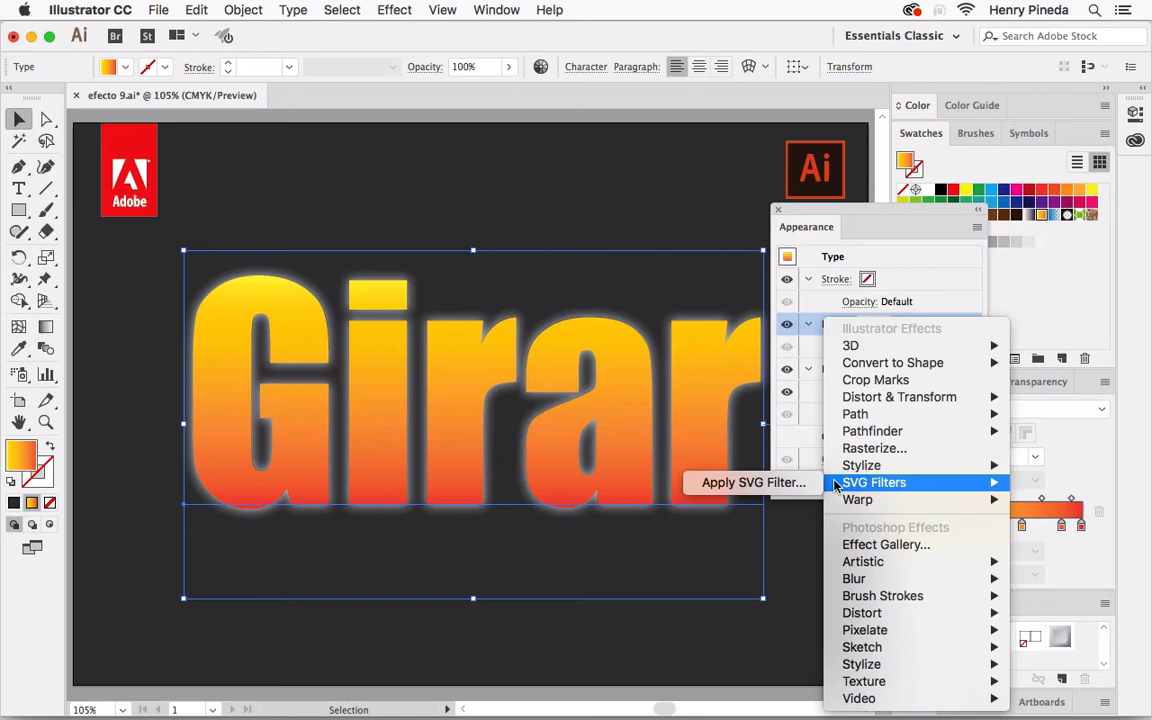 Illustrator CC File Edit Object Type Select Effect View Window Help Henry Pineda
Ai Br St Essentials Classic Search Adobe Stock
Type Stroke: Opacity: 100% Character Paragraph: Transform
efecto 9.ai* @ 105% (CMYK/Preview)
Color Color Guide
Swatches Brushes Symbols
Adobe
Ai
Girar
Appearance
Type
Stroke:
Opacity: Default
Illustrator Effects
3D
Convert to Shape
Crop Marks
Distort & Transform
Path
Pathfinder
Rasterize...
Stylize
SVG Filters
Apply SVG Filter...
Warp
Photoshop Effects
Effect Gallery...
Artistic
Blur
Brush Strokes
Distort
Pixelate
Sketch
Stylize
Texture
Video
Transparency
Artboards
105% 1 Selection